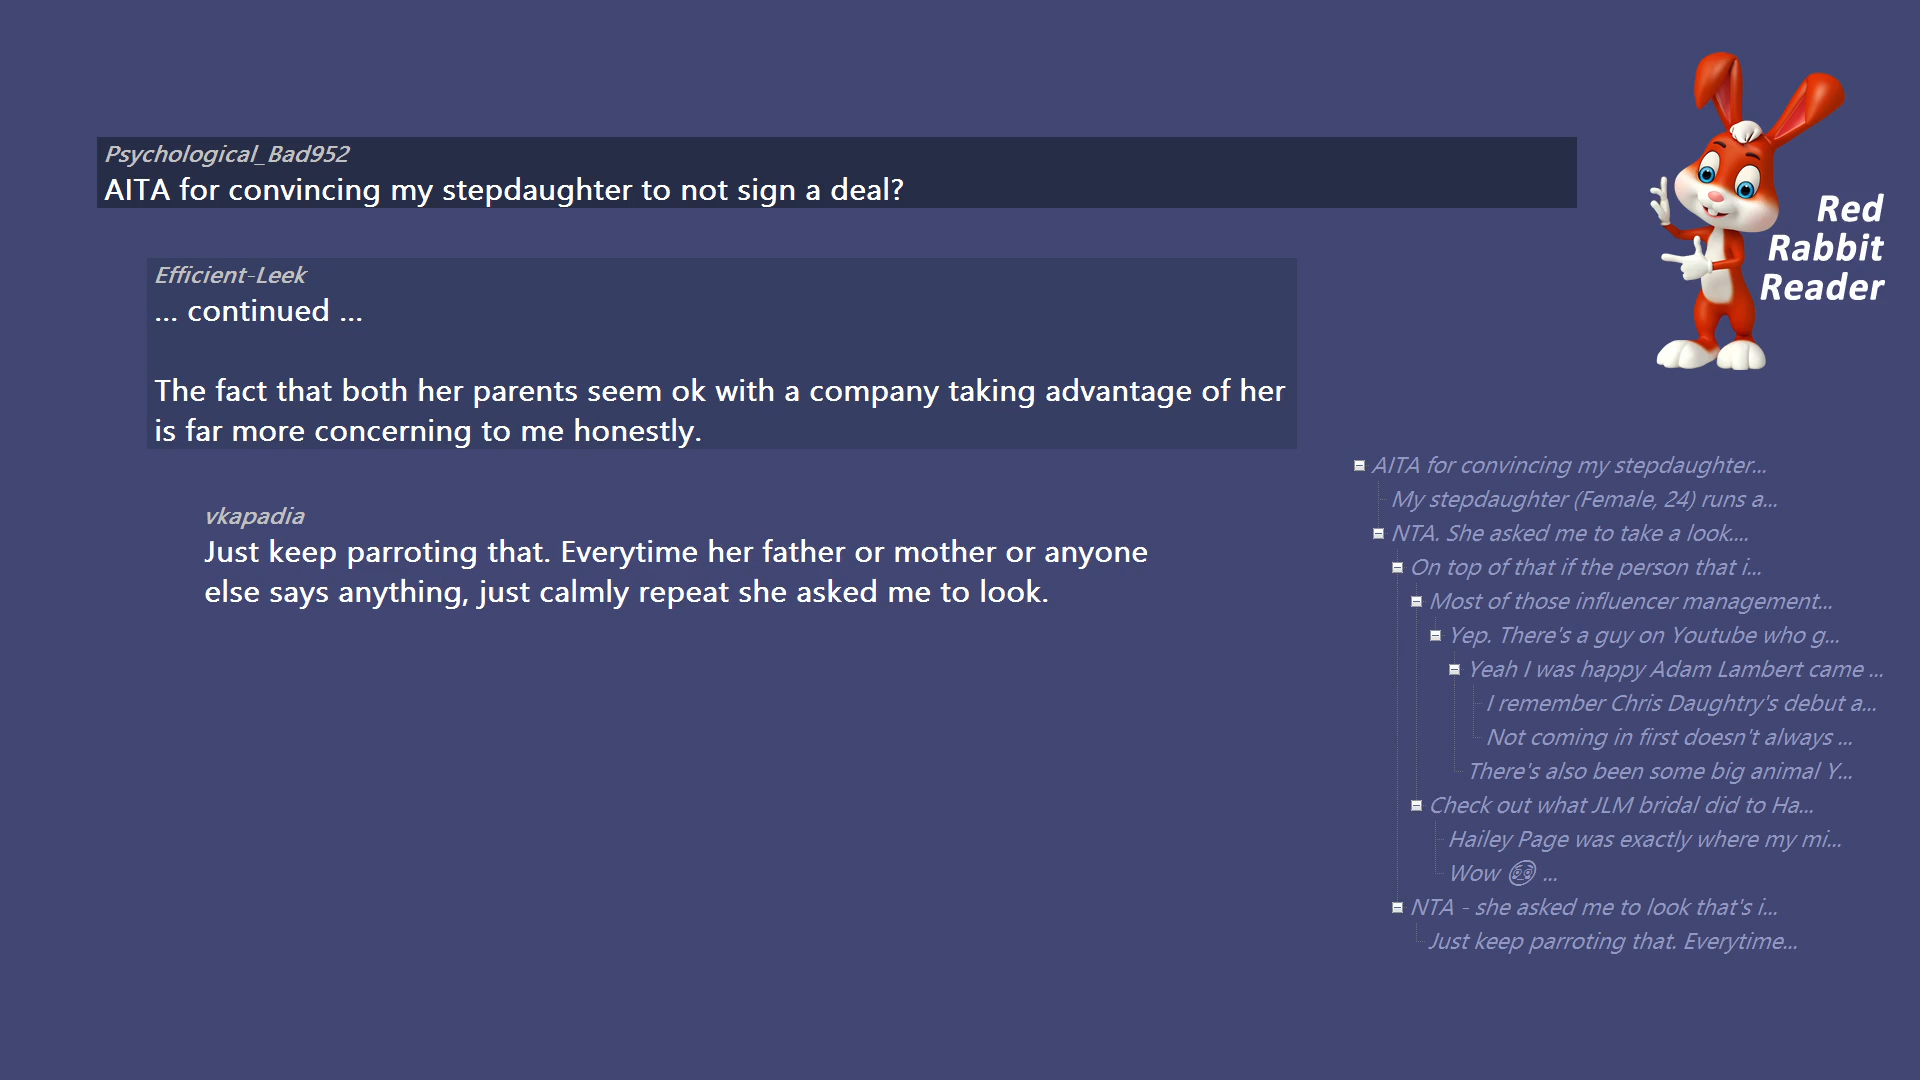 Psychological_Bad952
AITA for convincing my stepdaughter to not sign a deal?
Efficient-Leek
... continued ...
The fact that both her parents seem ok with a company taking advantage of her
is far more concerning to me honestly.
vkapadia
Just keep parroting that. Everytime her father or mother or anyone
else says anything, just calmly repeat she asked me to look.
Red
Rabbit
Reader
AITA for convincing my stepdaughter...
My stepdaughter (Female, 24) runs a...
NTA. She asked me to take a look....
On top of that if the person that i...
Most of those influencer management...
Yep. There's a guy on Youtube who g...
Yeah I was happy Adam Lambert came ...
I remember Chris Daughtry's debut a...
Not coming in first doesn't always ...
There's also been some big animal Y...
Check out what JLM bridal did to Ha...
Hailey Page was exactly where my mi...
Wow ...
NTA - she asked me to look that's i...
Just keep parroting that. Everytime...